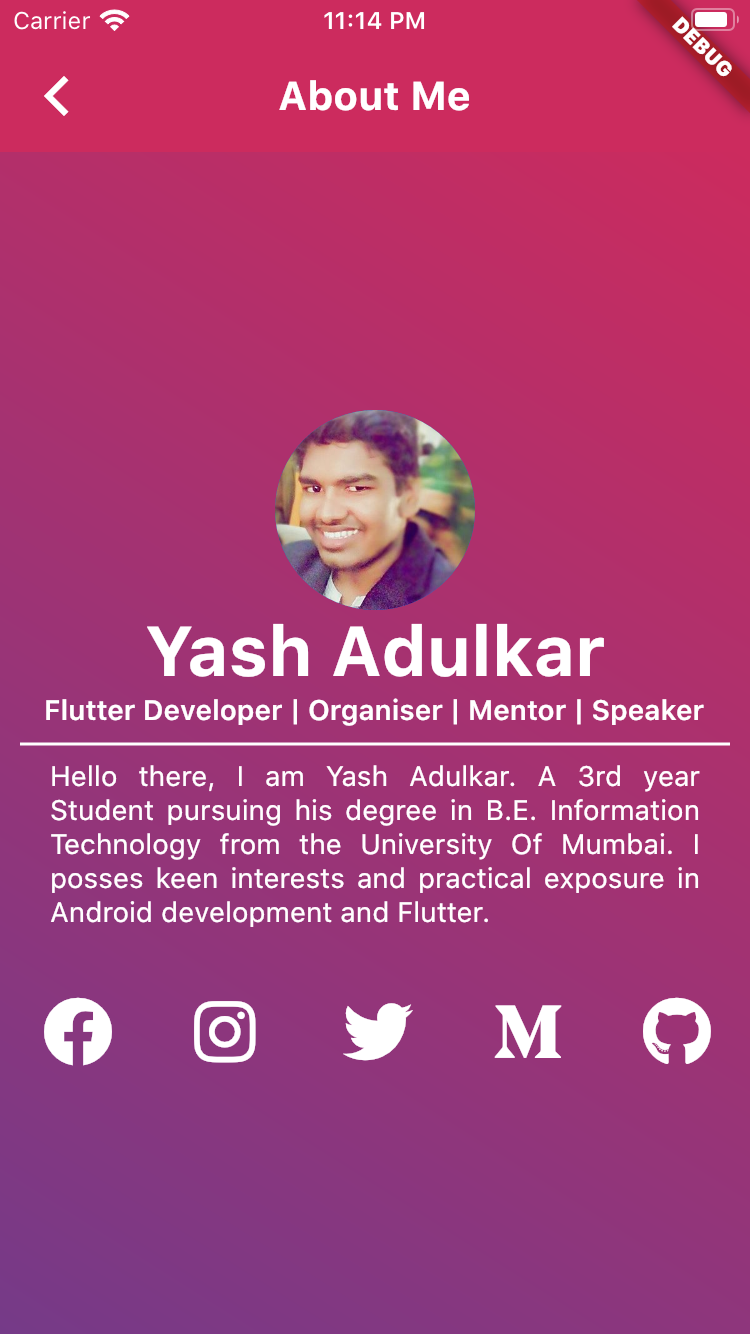 Carrier 11:14 PM
DEBUG
About Me
Yash Adulkar
Flutter Developer | Organiser | Mentor | Speaker
Hello there, I am Yash Adulkar. A 3rd year
Student pursuing his degree in B.E. Information
Technology from the University Of Mumbai. I
posses keen interests and practical exposure in
Android development and Flutter.